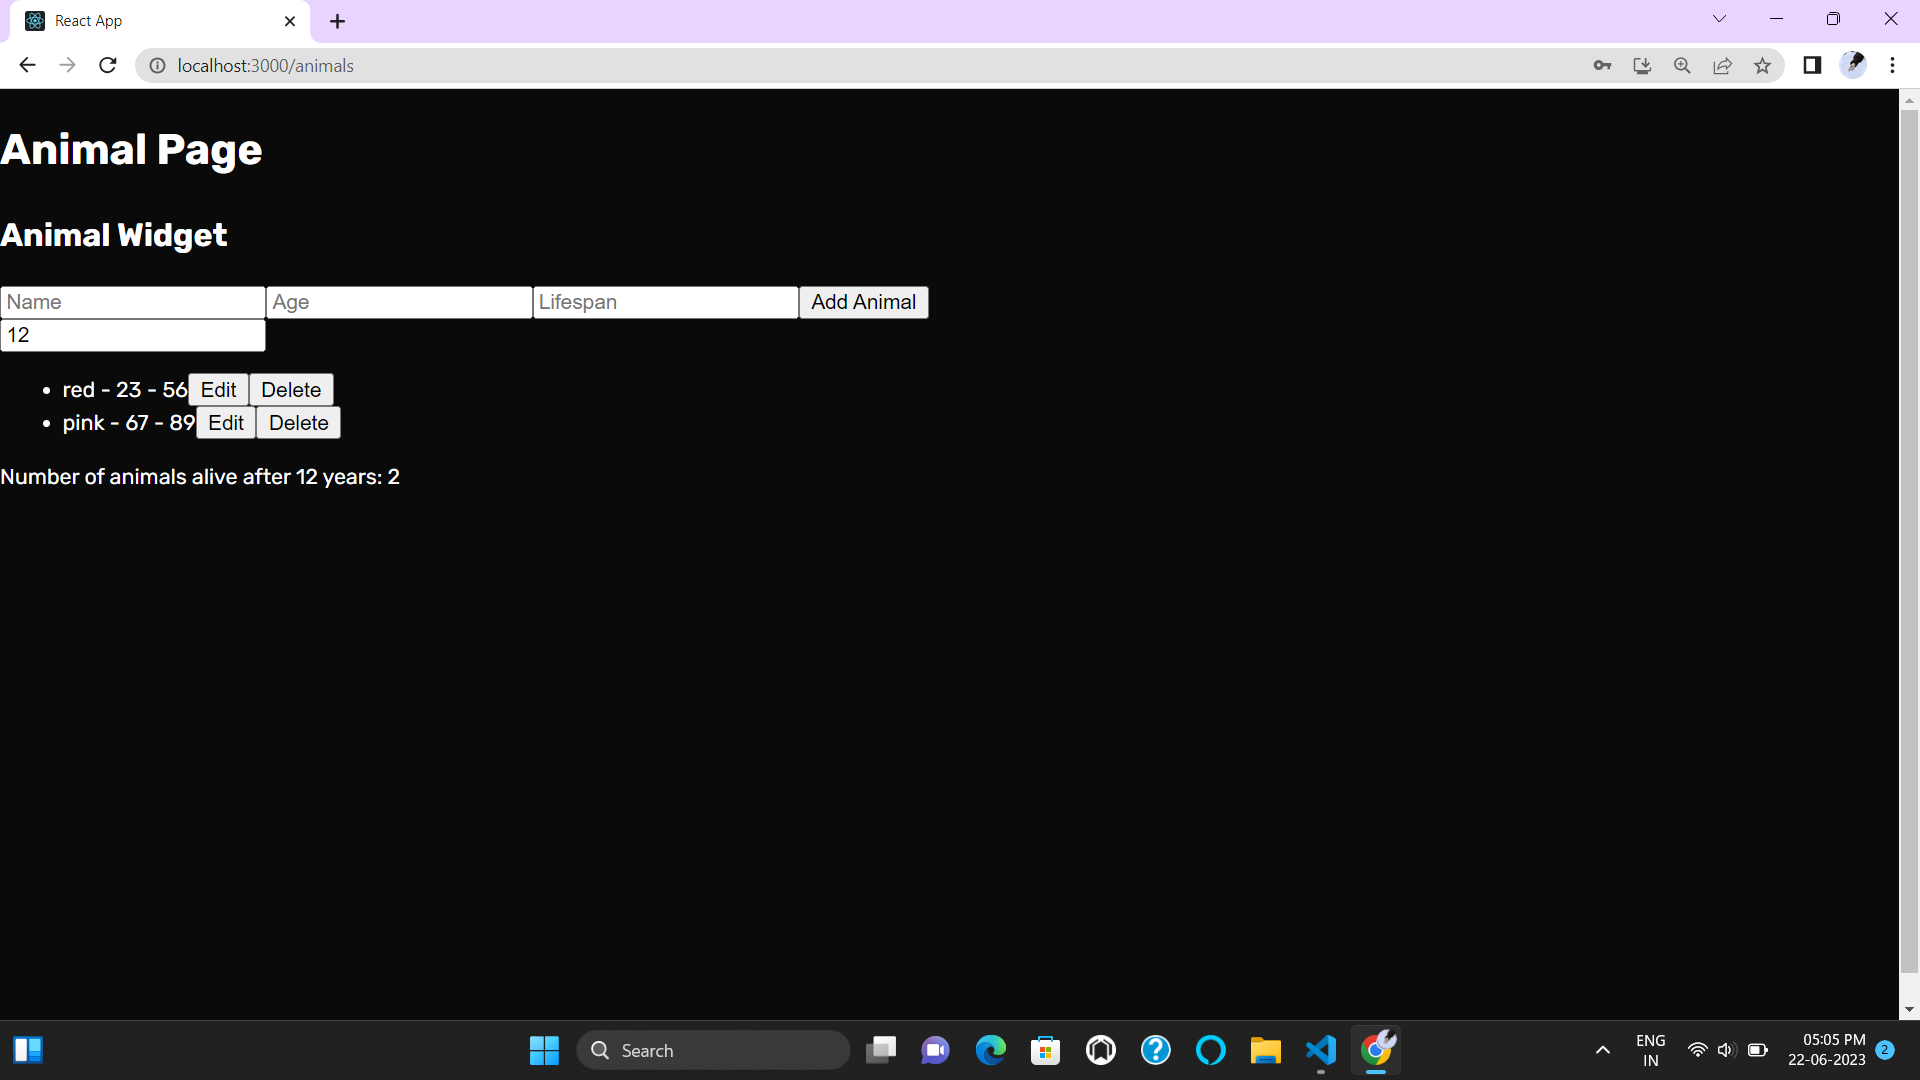 React App
localhost:3000/animals
Animal Page
Animal Widget
Name Age Lifespan Add Animal
12
red - 23 - 56 Edit Delete
pink - 67 - 89 Edit Delete
Number of animals alive after 12 years: 2
Search
ENG
IN
05:05 PM
22-06-2023
2